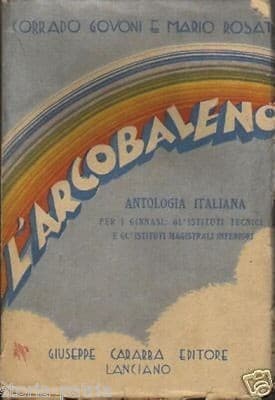 CORRADO GOVONI E MARIO ROSATI
L'ARCOBALENO
ANTOLOGIA ITALIANA
PER I GINNASI: GL'ISTITUTI TECNICI
E GL'ISTITUTI MAGISTRALI INFERIORI
GIUSEPPE CARABBA EDITORE
LANCIANO